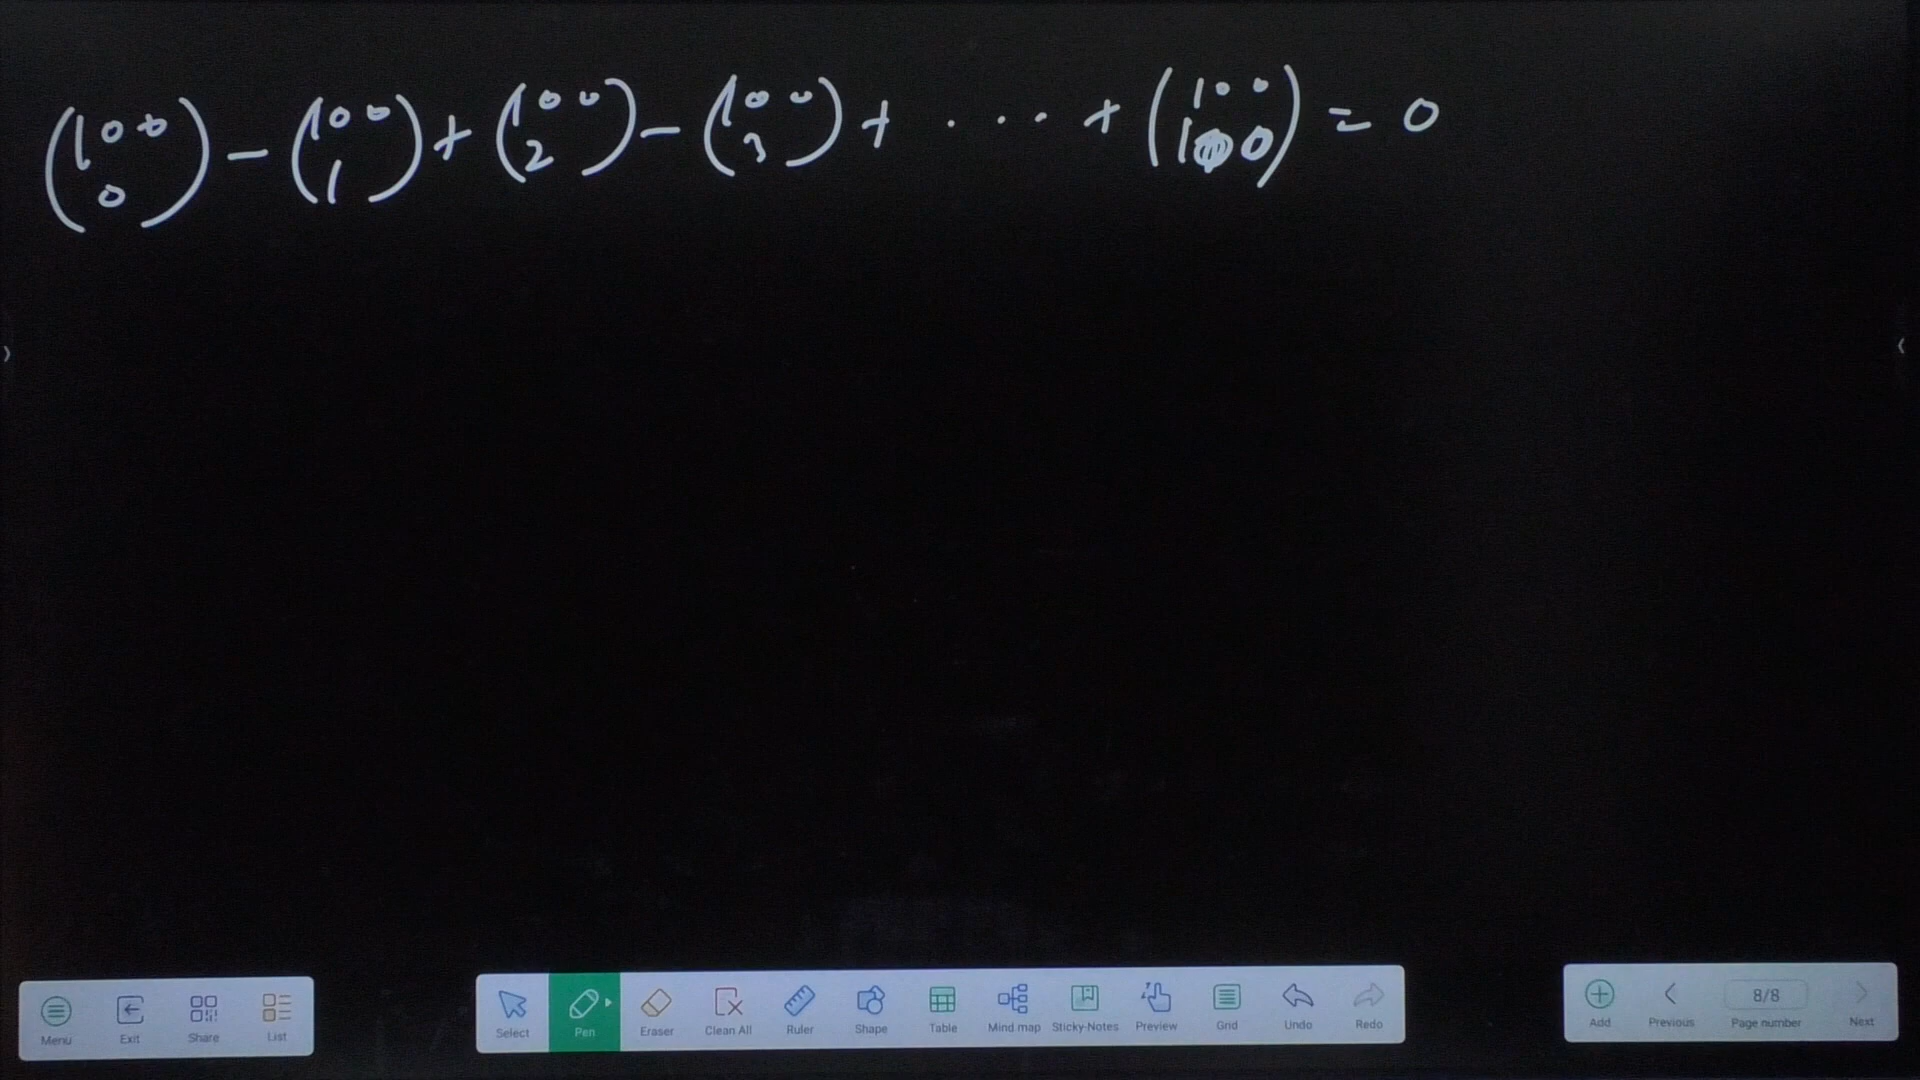 (100 0) - (100 1) + (100 2) - (100 3) + ... + (100 100) = 0
Menu Exit Share List Select Pen Eraser Clean All Ruler Shape Table Mind map Sticky-Notes Preview Grid Undo Redo Add Previous 8/8 Page number Next